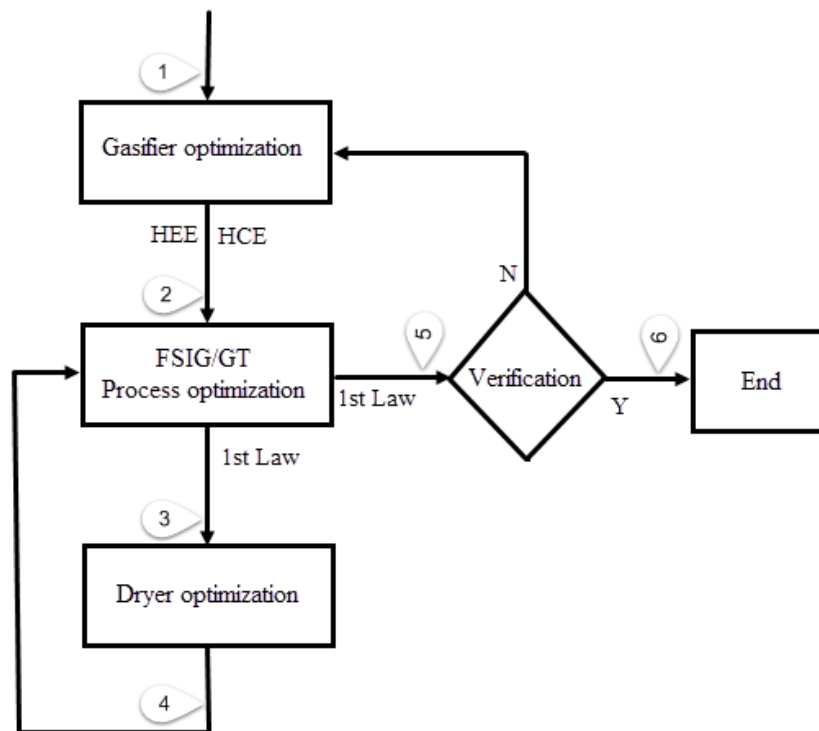 1
Gasifier optimization
HEE HCE
2
N
5
6
FSIG/GT
Process optimization
1st Law
Verification
Y
End
1st Law
3
Dryer optimization
4